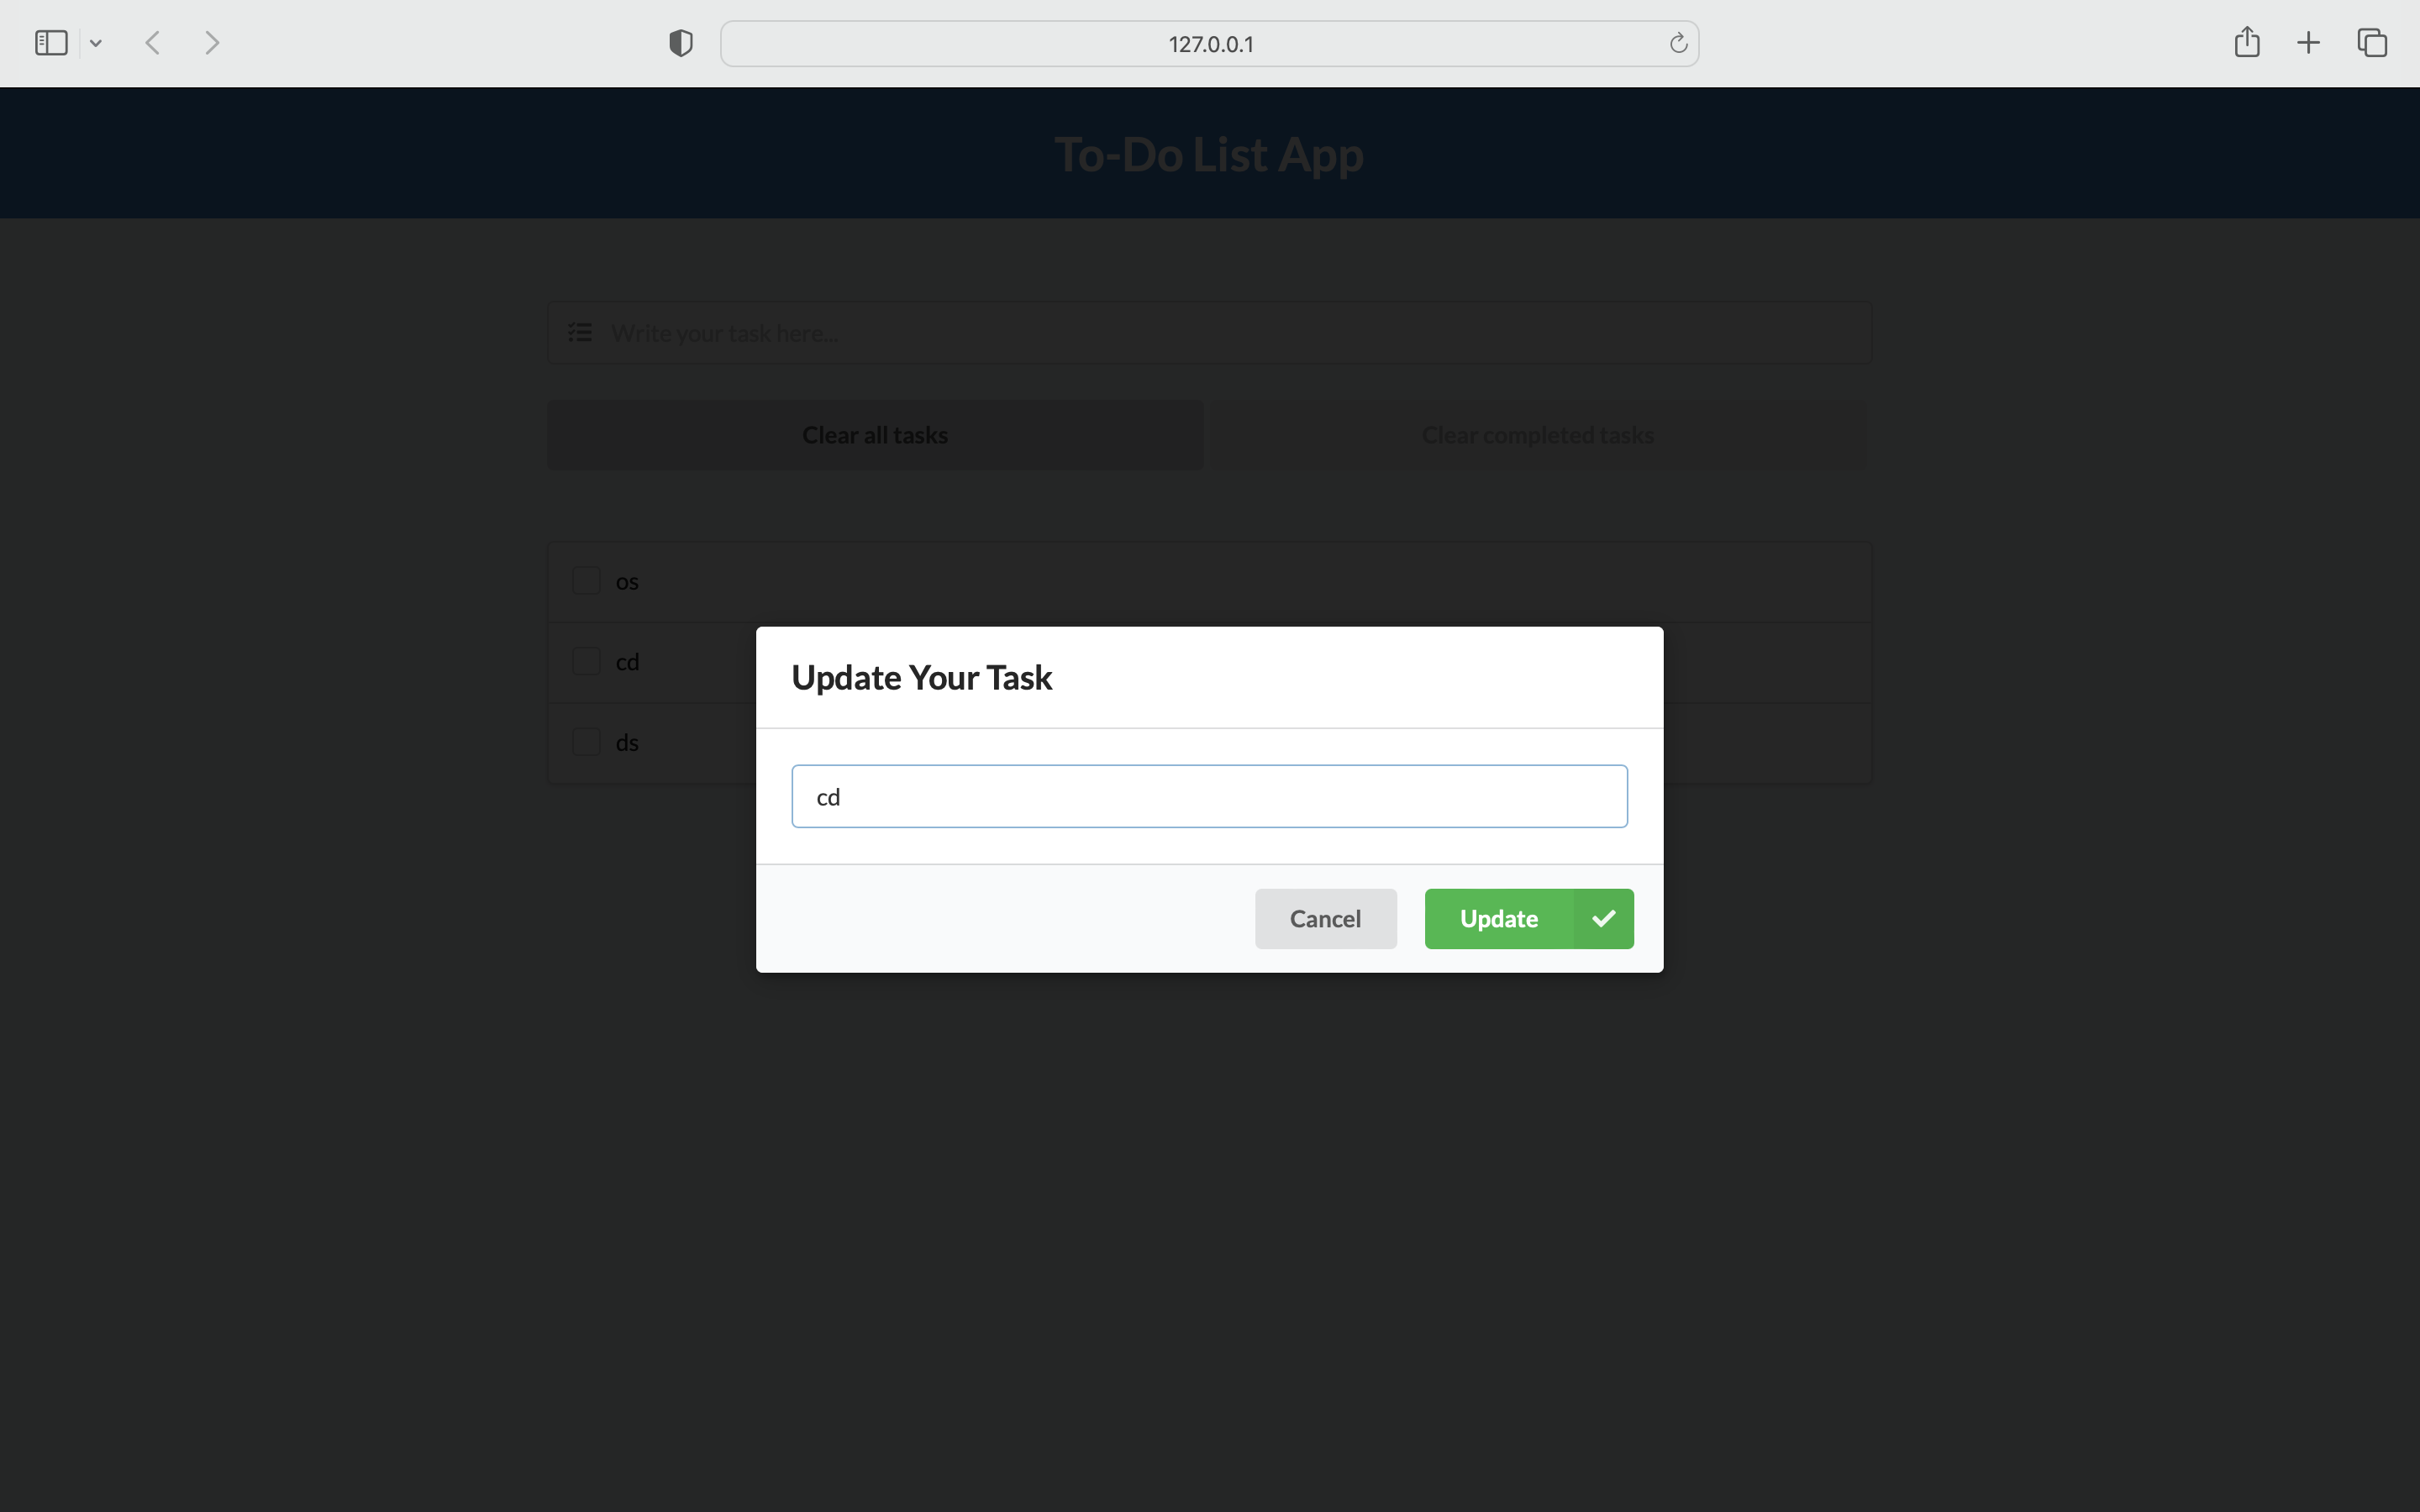 127.0.0.1
To-Do List App
Write your task here...
Clear all tasks
Clear completed tasks
os
cd
ds
Update Your Task
cd
Cancel
Update